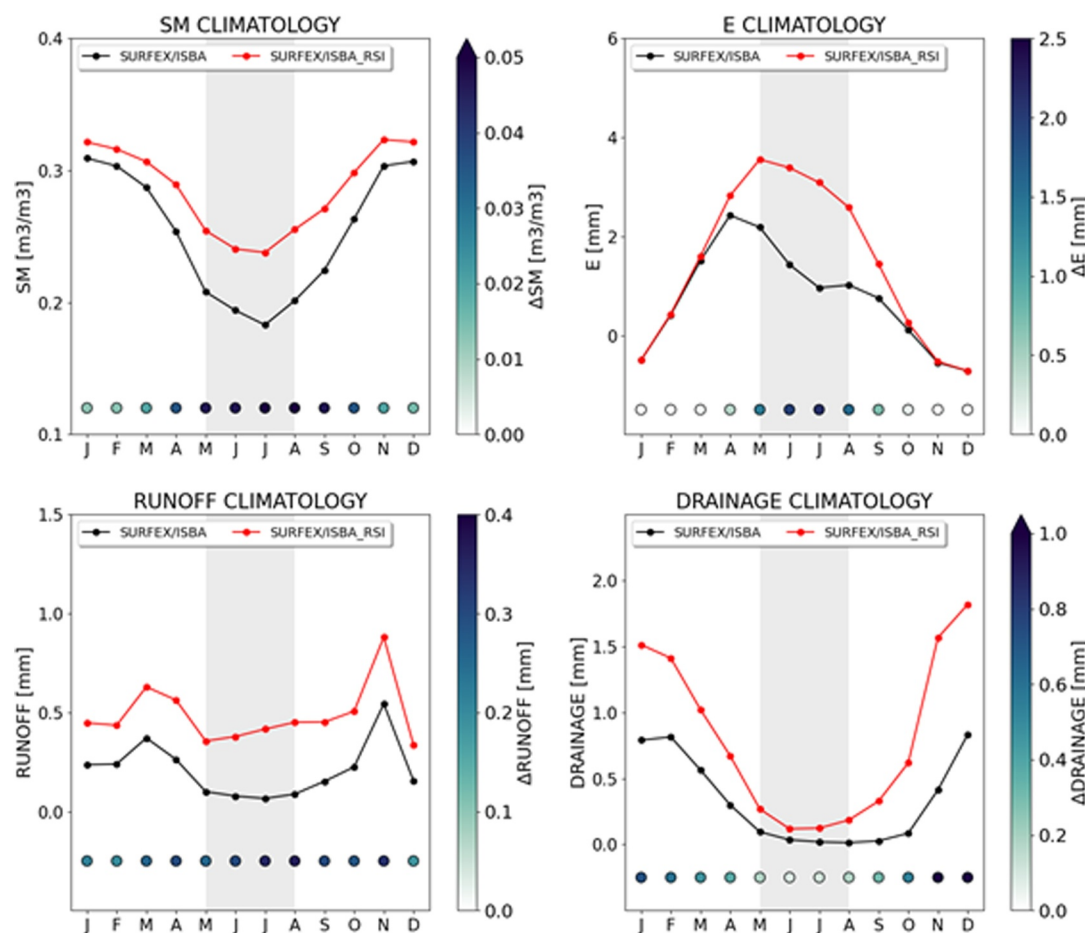 SM CLIMATOLOGY
SURFEX/ISBA SURFEX/ISBA_RSI
SM [m3/m3]
0.4
0.3
0.2
0.1
J F M A M J J A S O N D
0.05
0.04
0.03
0.02
0.01
0.00
ΔSM [m3/m3]
E CLIMATOLOGY
SURFEX/ISBA SURFEX/ISBA_RSI
E [mm]
6
4
2
0
J F M A M J J A S O N D
2.5
2.0
1.5
1.0
0.5
0.0
ΔE [mm]
RUNOFF CLIMATOLOGY
SURFEX/ISBA SURFEX/ISBA_RSI
RUNOFF [mm]
1.5
1.0
0.5
0.0
J F M A M J J A S O N D
0.4
0.3
0.2
0.1
0.0
ΔRUNOFF [mm]
DRAINAGE CLIMATOLOGY
SURFEX/ISBA SURFEX/ISBA_RSI
DRAINAGE [mm]
2.0
1.5
1.0
0.5
0.0
J F M A M J J A S O N D
1.0
0.8
0.6
0.4
0.2
0.0
ΔDRAINAGE [mm]